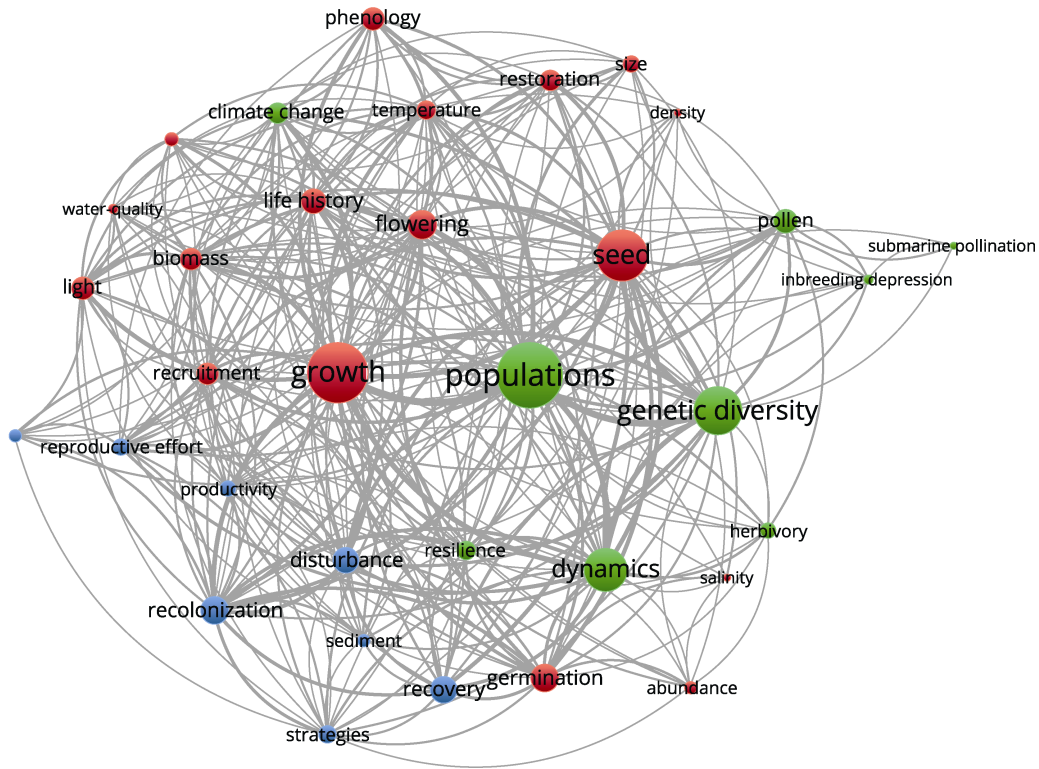 phenology
size
restoration
climate change
temperature
density
life history
water-quality
flowering
pollen
submarine pollination
seed
biomass
inbreeding depression
light
recruitment
growth
populations
genetic diversity
reproductive effort
productivity
herbivory
disturbance
resilience
dynamics
salinity
recolonization
sediment
recovery
germination
abundance
strategies